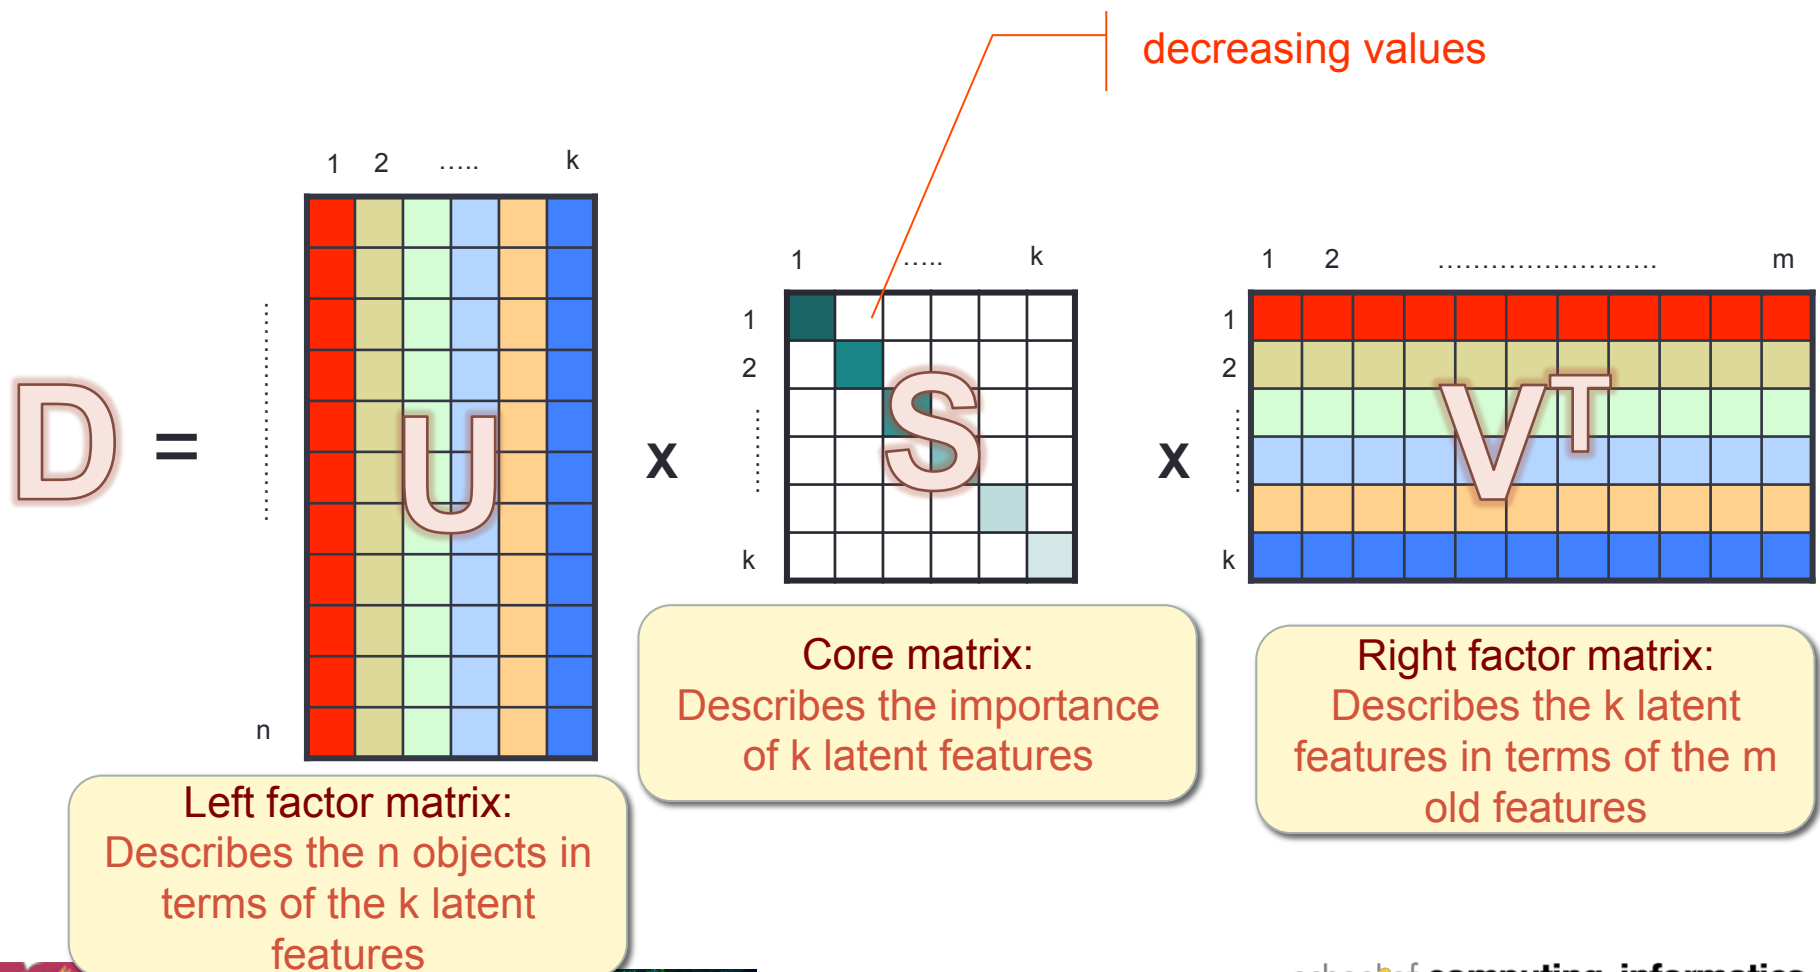 decreasing values
1 2 ..... k
1 ..... k
1 2 ........................ m
1
2
k
1
2
k
n
D = U x S x V^T
Core matrix:
Describes the importance
of k latent features
Right factor matrix:
Describes the k latent
features in terms of the m
old features
Left factor matrix:
Describes the n objects in
terms of the k latent
features
computing, informatics